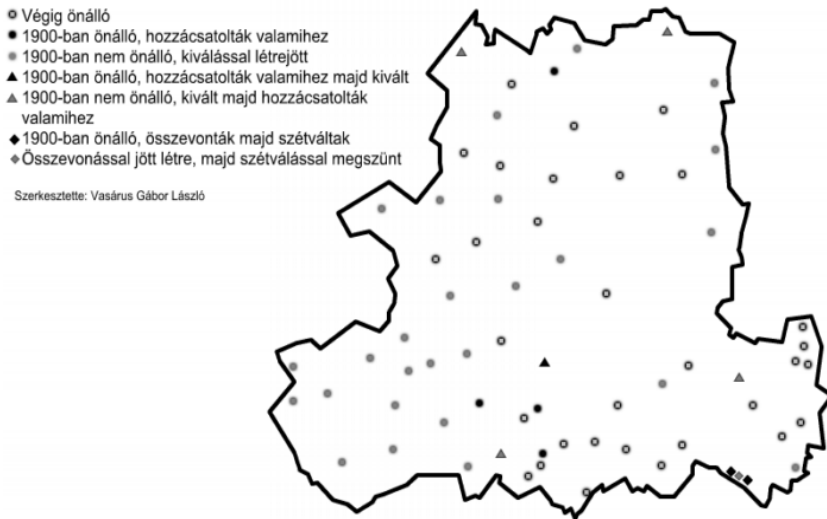 Végig önálló
1900-ban önálló, hozzácsatolták valamihez
1900-ban nem önálló, kiválással létrejött
1900-ban önálló, hozzácsatolták valamihez majd kivált
1900-ban nem önálló, kivált majd hozzácsatolták
valamihez
1900-ban önálló, összevonták majd szétváltak
Összevonással jött létre, majd szétválással megszűnt
Szerkesztette: Vasárus Gábor László